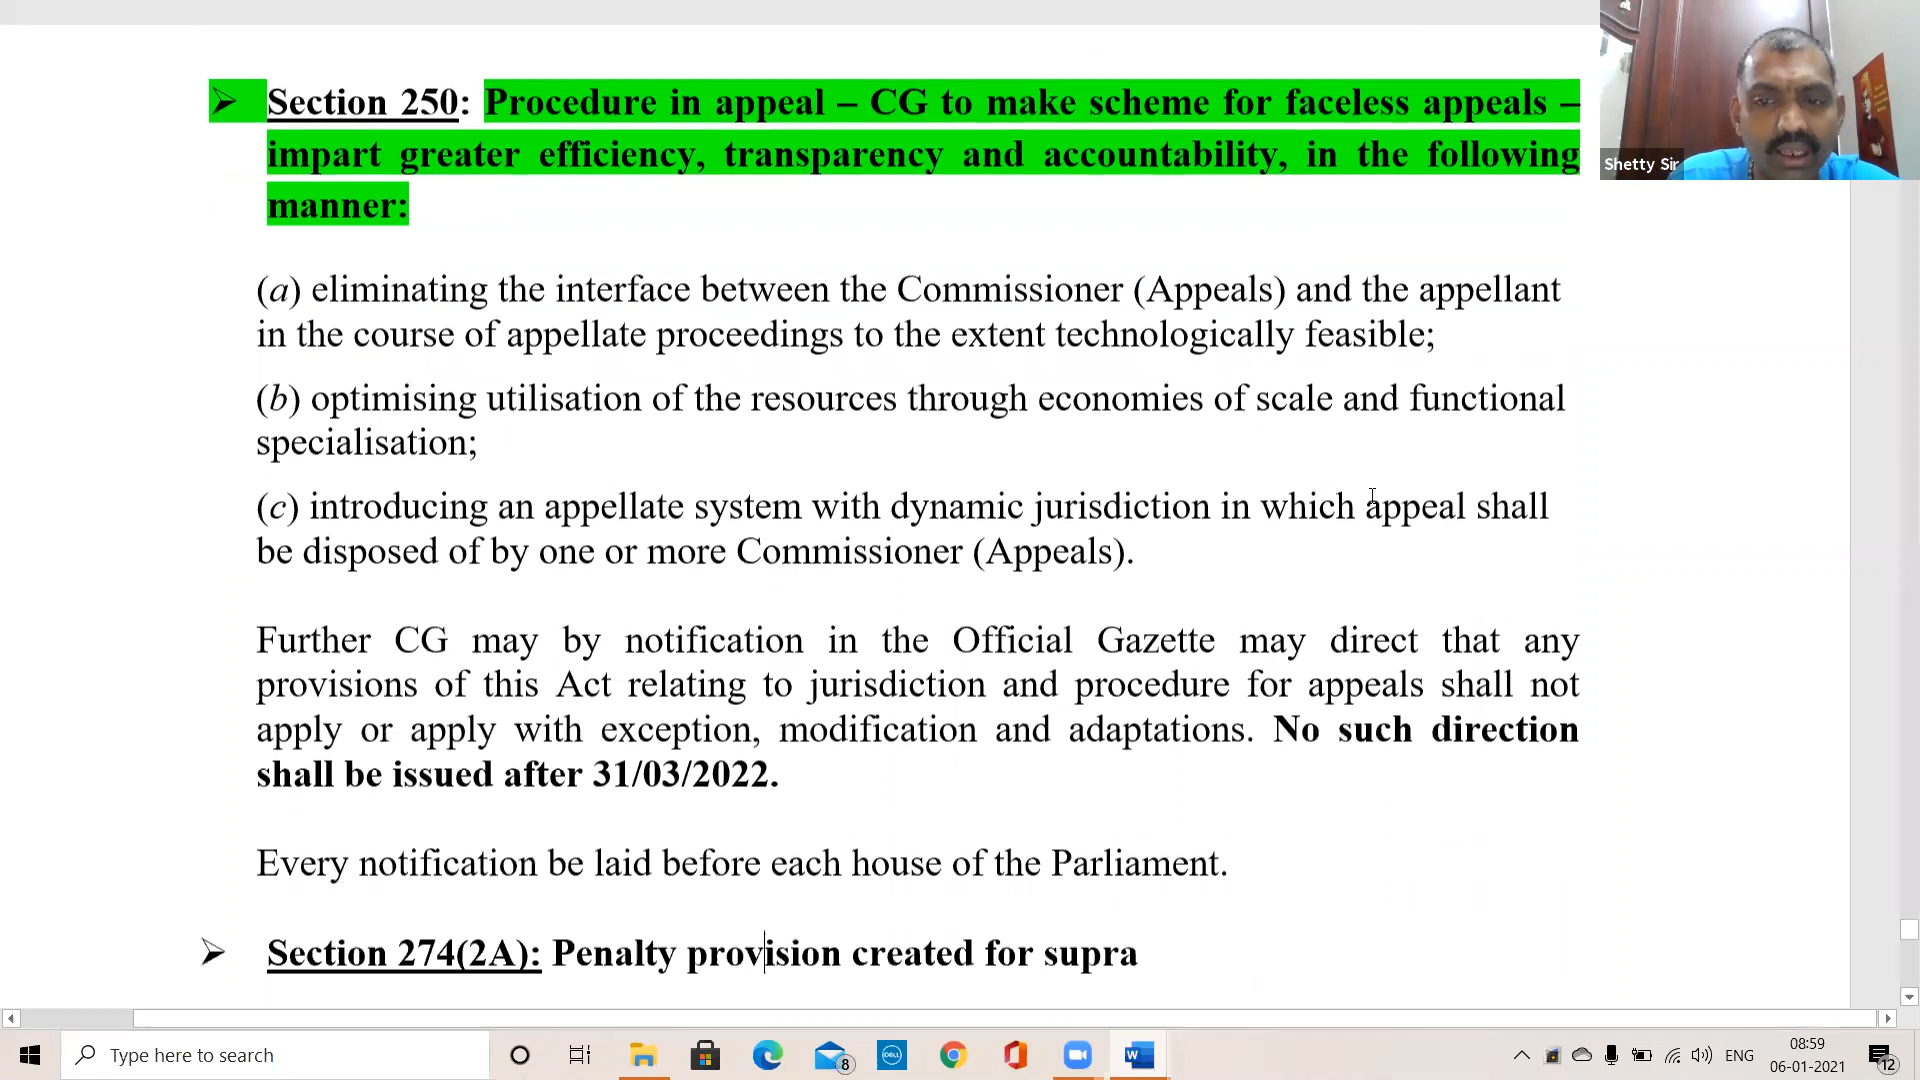 Section 250: Procedure in appeal – CG to make scheme for faceless appeals –
impart greater efficiency, transparency and accountability, in the following
manner:
Shetty Sir
(a) eliminating the interface between the Commissioner (Appeals) and the appellant
in the course of appellate proceedings to the extent technologically feasible;
(b) optimising utilisation of the resources through economies of scale and functional
specialisation;
(c) introducing an appellate system with dynamic jurisdiction in which appeal shall
be disposed of by one or more Commissioner (Appeals).
Further CG may by notification in the Official Gazette may direct that any
provisions of this Act relating to jurisdiction and procedure for appeals shall not
apply or apply with exception, modification and adaptations. No such direction
shall be issued after 31/03/2022.
Every notification be laid before each house of the Parliament.
Section 274(2A): Penalty provision created for supra
Type here to search
8
DELL
W
ENG
08:59
06-01-2021
12